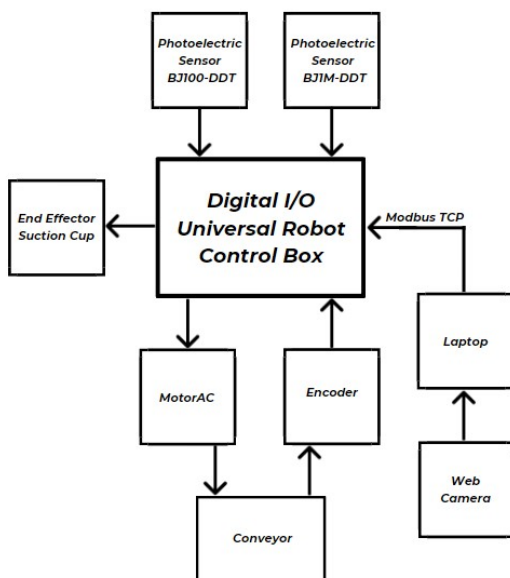 Photoelectric
Sensor
BJ100-DDT
Photoelectric
Sensor
BJ1M-DDT
End Effector
Suction Cup
Digital I/O
Universal Robot
Control Box
Modbus TCP
MotorAC
Encoder
Laptop
Web
Camera
Conveyor